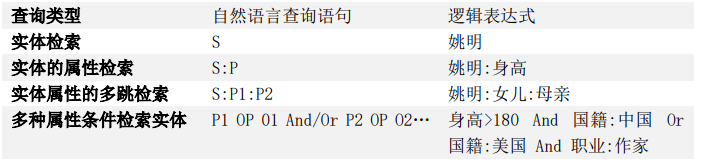 查询类型 自然语言查询语句 逻辑表达式
实体检索 S 姚明
实体的属性检索 S:P 姚明:身高
实体属性的多跳检索 S:P1:P2 姚明:女儿:母亲
多种属性条件检索实体 P1 OP O1 And/Or P2 OP O2… 身高>180 And 国籍:中国 Or
国籍:美国 And 职业:作家